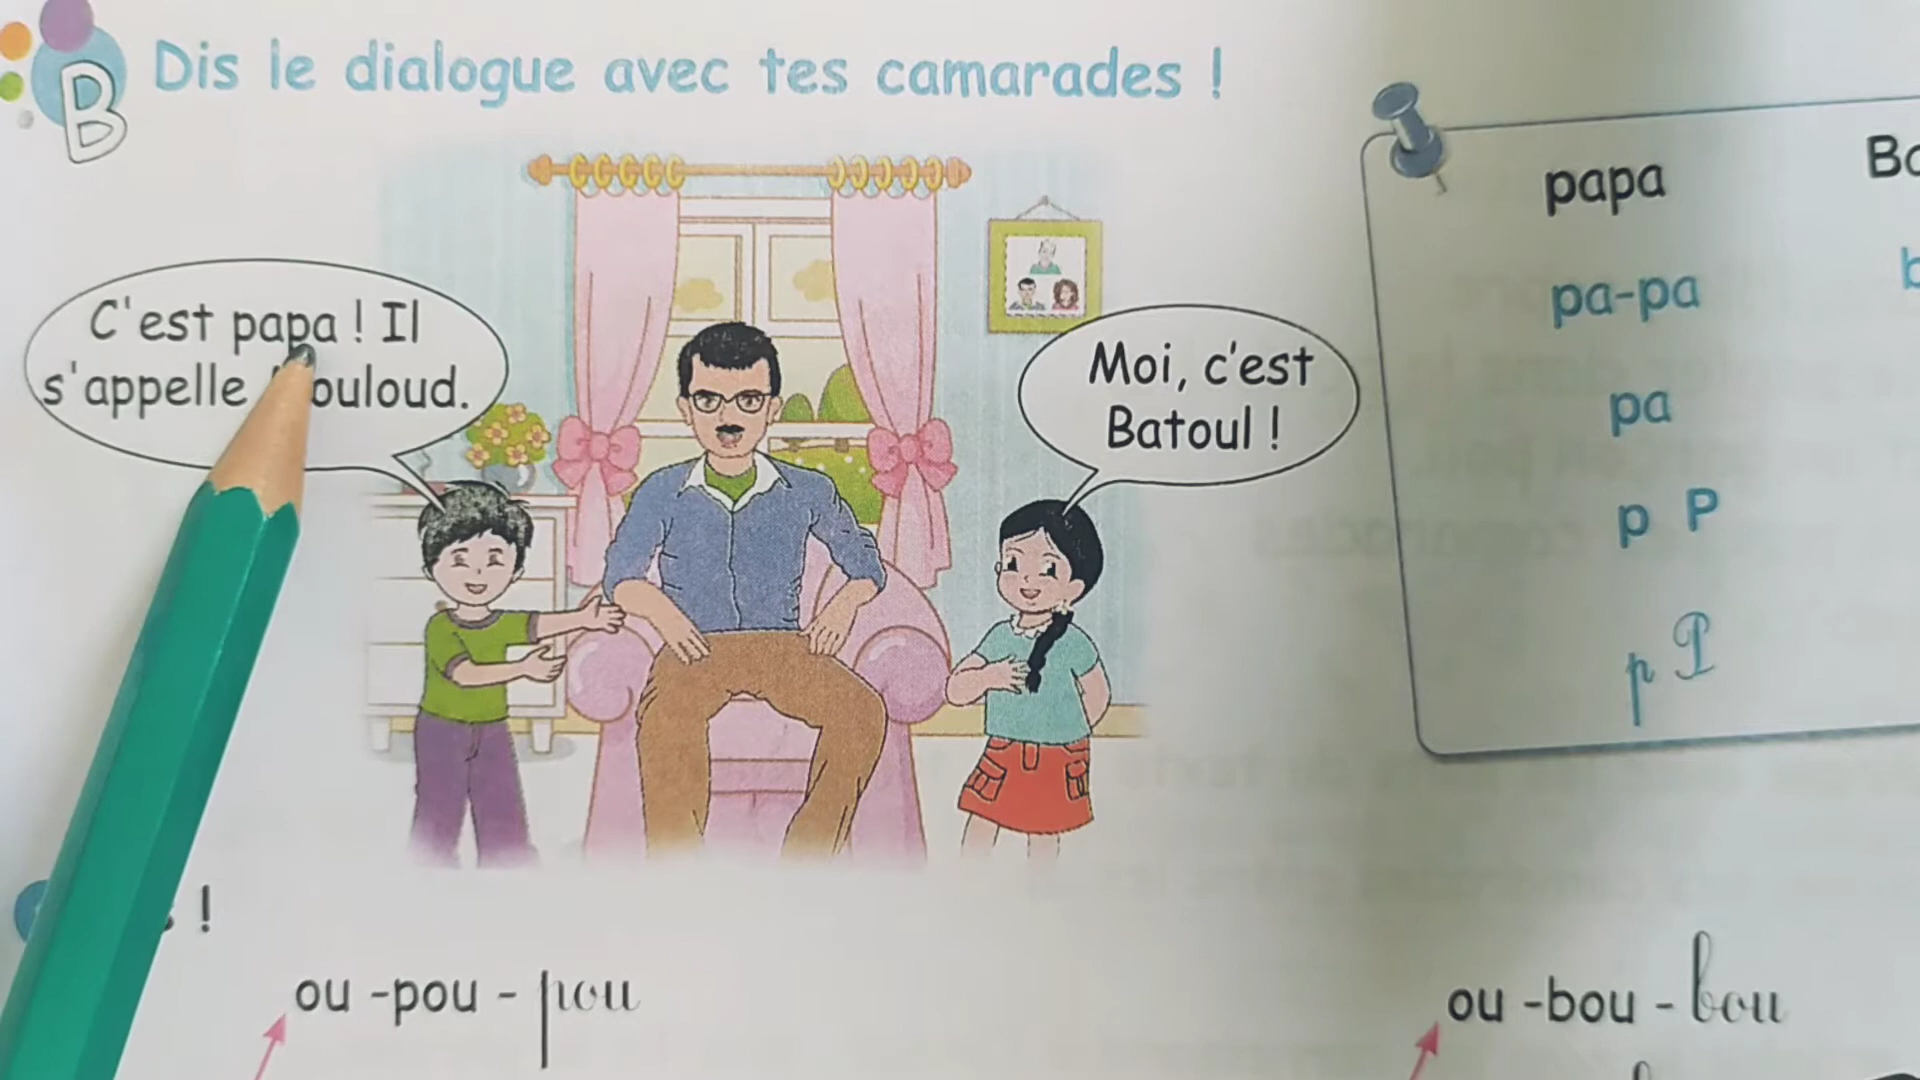 B Dis le dialogue avec tes camarades !
C'est papa ! Il
s'appelle ouloud.
Moi, c'est
Batoul !
papa
pa-pa
pa
p P
p P
!
ou -pou - pou
ou -bou - bou